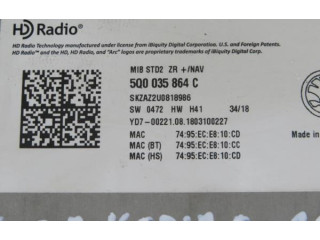 HD Radio®
HD Radio Technology manufactured under license from iBiquity Digital Corporation. U.S. and Foreign Patents.
HD Radio™ and the HD, HD Radio, and "Arc" logos are proprietary trademarks of iBiquity Digital Corp.
MIB STD2 ZR +/NAV
5Q0 035 864 C
SKZAZ2U0818986
SW 0472 HW H41 34/18
YD7-00221.08.1803100227
MAC 74:95:EC:E8:10:CD
MAC (BT) 74:95:EC:E8:10:CC
MAC (HS) 74:95:EC:E8:10:CD
Made in